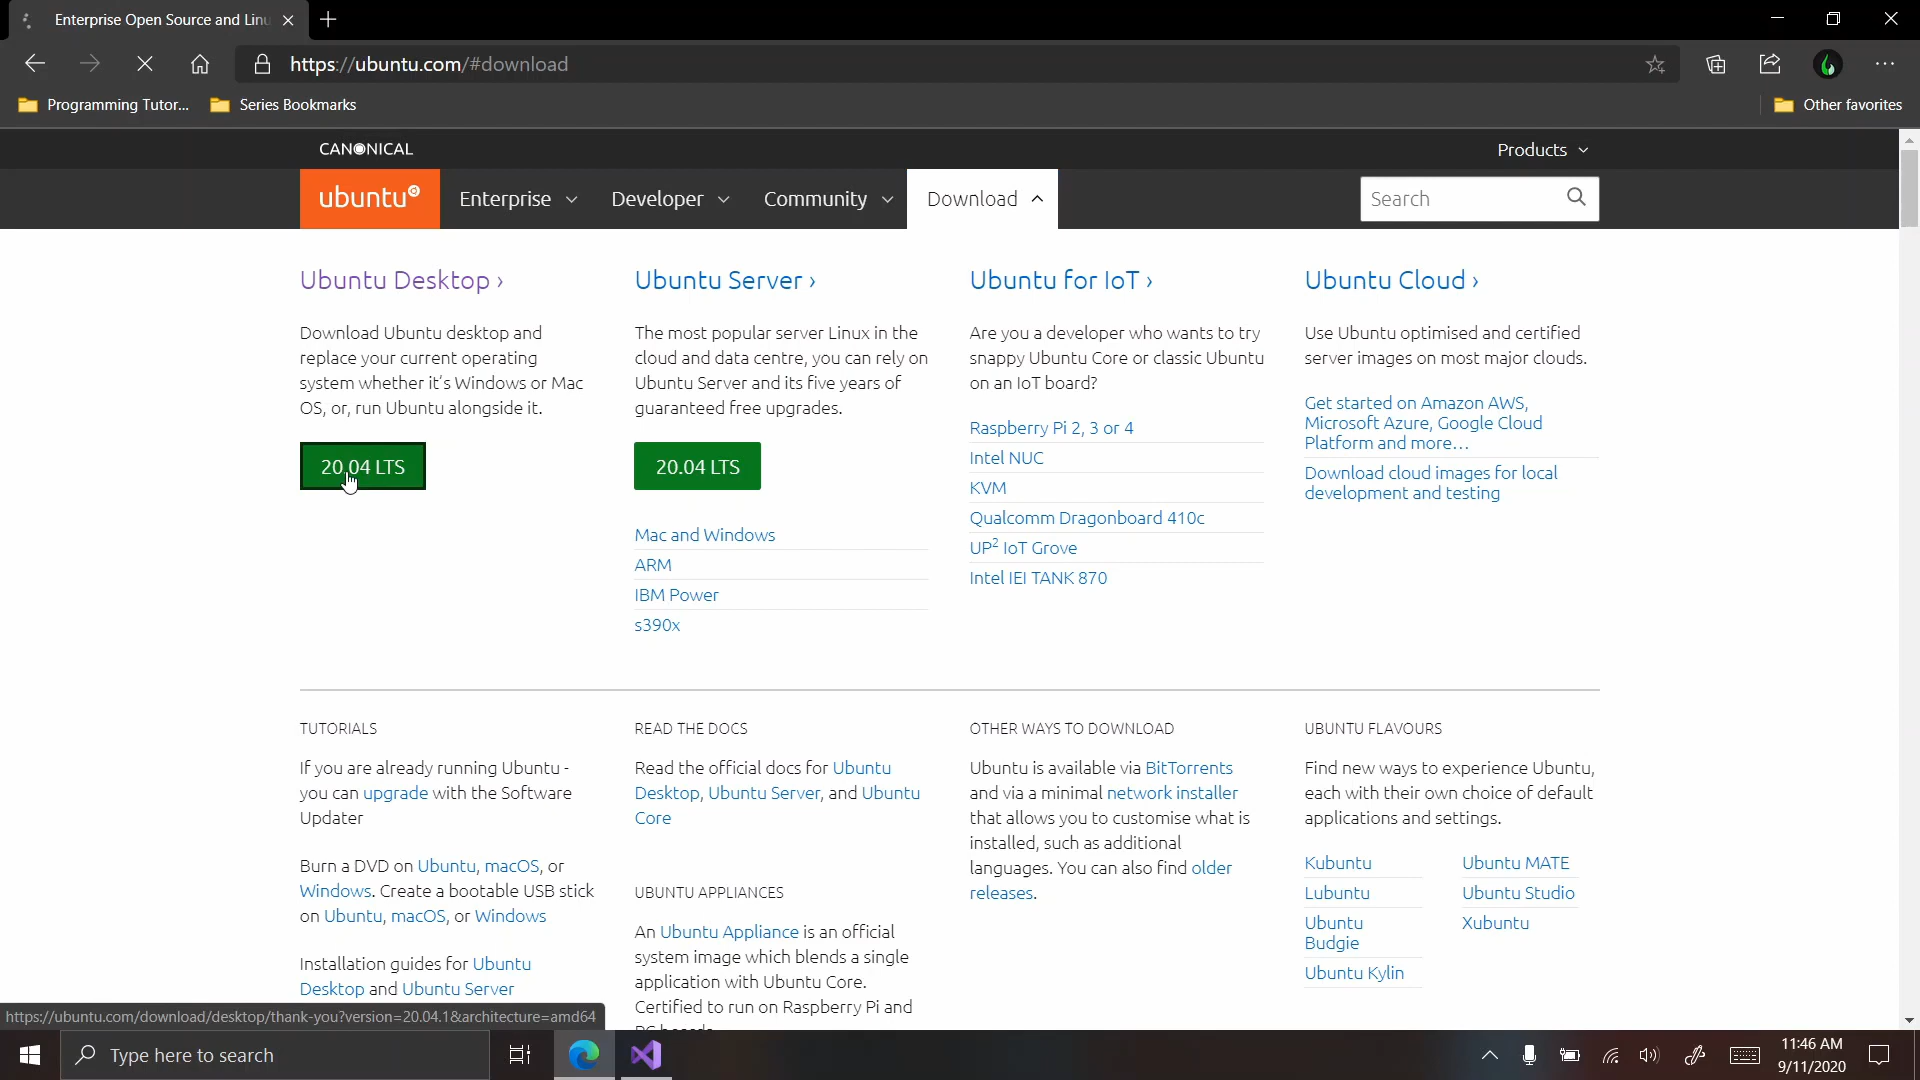 Enterprise Open Source and Linu
https://ubuntu.com/#download
Programming Tutor...
Series Bookmarks
Other favorites
CANONICAL
Products
ubuntu
Enterprise
Developer
Community
Download
Search
Ubuntu Desktop ›
Download Ubuntu desktop and
replace your current operating
system whether it's Windows or Mac
OS, or, run Ubuntu alongside it.
20.04 LTS
Ubuntu Server ›
The most popular server Linux in the
cloud and data centre, you can rely on
Ubuntu Server and its five years of
guaranteed free upgrades.
20.04 LTS
Mac and Windows
ARM
IBM Power
s390x
Ubuntu for IoT ›
Are you a developer who wants to try
snappy Ubuntu Core or classic Ubuntu
on an IoT board?
Raspberry Pi 2, 3 or 4
Intel NUC
KVM
Qualcomm Dragonboard 410c
UP² IoT Grove
Intel IEI TANK 870
Ubuntu Cloud ›
Use Ubuntu optimised and certified
server images on most major clouds.
Get started on Amazon AWS,
Microsoft Azure, Google Cloud
Platform and more…
Download cloud images for local
development and testing
TUTORIALS
If you are already running Ubuntu -
you can upgrade with the Software
Updater
Burn a DVD on Ubuntu, macOS, or
Windows. Create a bootable USB stick
on Ubuntu, macOS, or Windows
Installation guides for Ubuntu
Desktop and Ubuntu Server
READ THE DOCS
Read the official docs for Ubuntu
Desktop, Ubuntu Server, and Ubuntu
Core
UBUNTU APPLIANCES
An Ubuntu Appliance is an official
system image which blends a single
application with Ubuntu Core.
Certified to run on Raspberry Pi and
PC boards.
OTHER WAYS TO DOWNLOAD
Ubuntu is available via BitTorrents
and via a minimal network installer
that allows you to customise what is
installed, such as additional
languages. You can also find older
releases.
UBUNTU FLAVOURS
Find new ways to experience Ubuntu,
each with their own choice of default
applications and settings.
Kubuntu
Lubuntu
Ubuntu
Budgie
Ubuntu Kylin
Ubuntu MATE
Ubuntu Studio
Xubuntu
https://ubuntu.com/download/desktop/thank-you?version=20.04.1&architecture=amd64
Type here to search
11:46 AM
9/11/2020